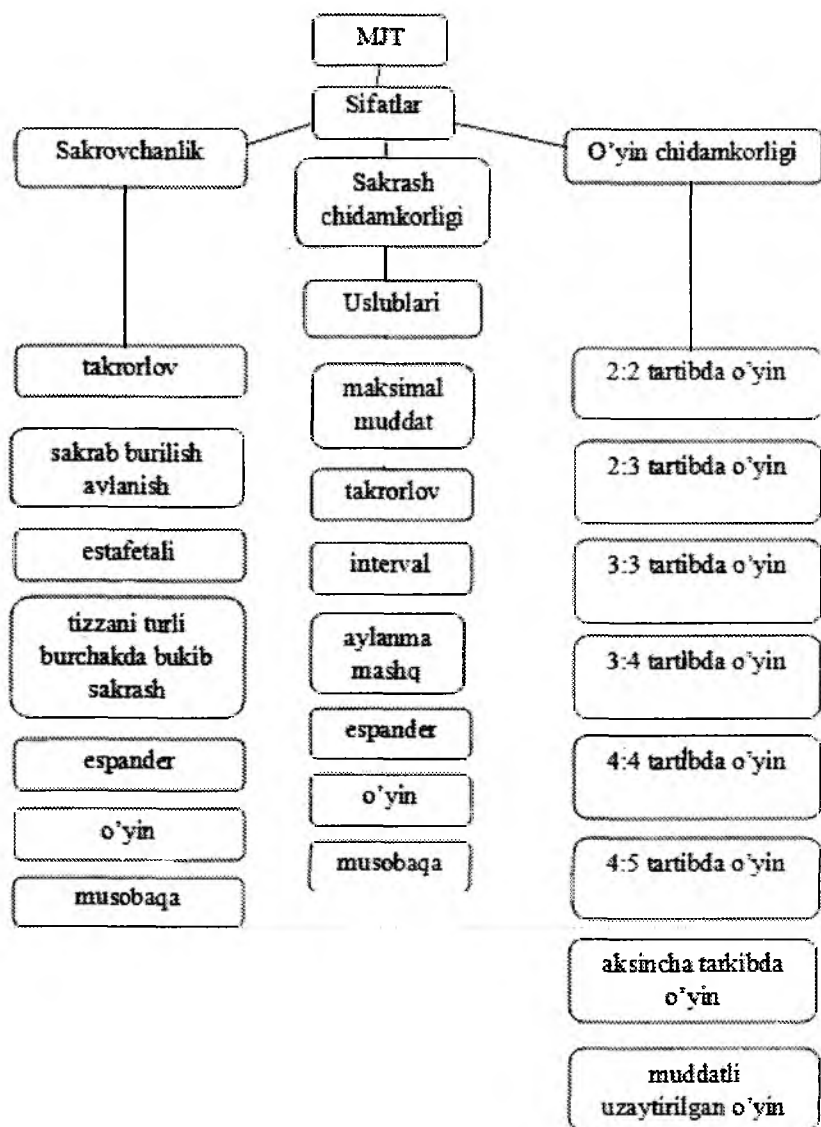 MJT
Sifatlar
Sakrovchanlik
takrorlov
sakrab burilish
aylanish
estafetali
tizzani turli
burchakda bukib
sakrash
espander
o’yin
musobaqa
Sakrash
chidamkorligi
Uslublari
maksimal
muddat
takrorlov
interval
aylanma
mashq
espander
o’yin
musobaqa
O’yin chidamkorligi
2:2 tartibda o’yin
2:3 tartibda o’yin
3:3 tartibda o’yin
3:4 tartibda o’yin
4:4 tartibda o’yin
4:5 tartibda o’yin
aksincha tarkibda
o’yin
muddatli
uzaytirilgan o’yin